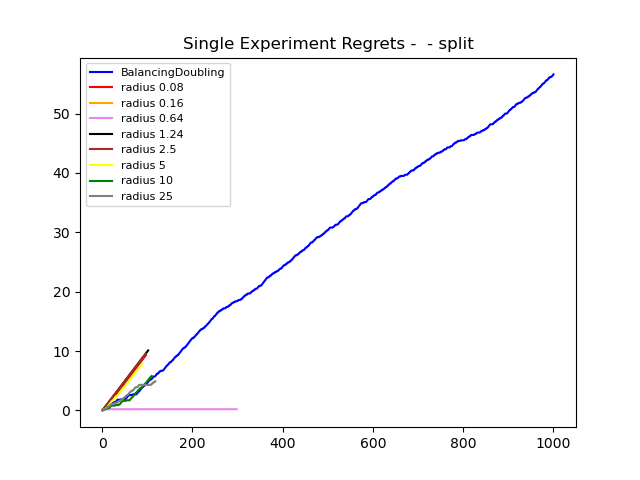 Single Experiment Regrets -  - split
BalancingDoubling
radius 0.08
radius 0.16
radius 0.64
radius 1.24
radius 2.5
radius 5
radius 10
radius 25
50
40
30
20
10
0
0 200 400 600 800 1000